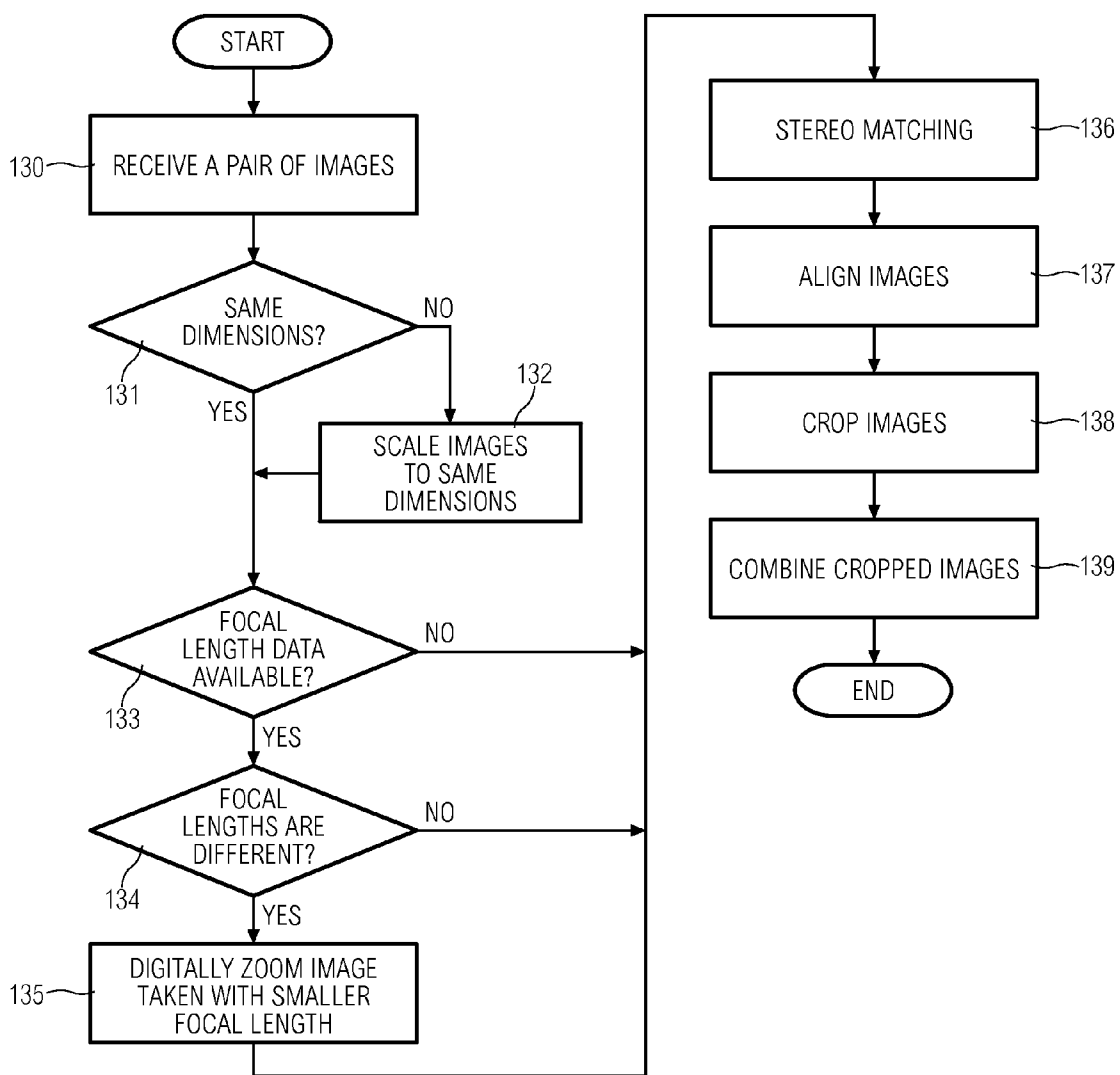 START
130
RECEIVE A PAIR OF IMAGES
SAME
DIMENSIONS?
131
NO
YES
132
SCALE IMAGES
TO SAME
DIMENSIONS
FOCAL
LENGTH DATA
AVAILABLE?
133
NO
YES
FOCAL
LENGTHS ARE
DIFFERENT?
134
NO
YES
135
DIGITALLY ZOOM IMAGE
TAKEN WITH SMALLER
FOCAL LENGTH
STEREO MATCHING
136
ALIGN IMAGES
137
CROP IMAGES
138
COMBINE CROPPED IMAGES
139
END